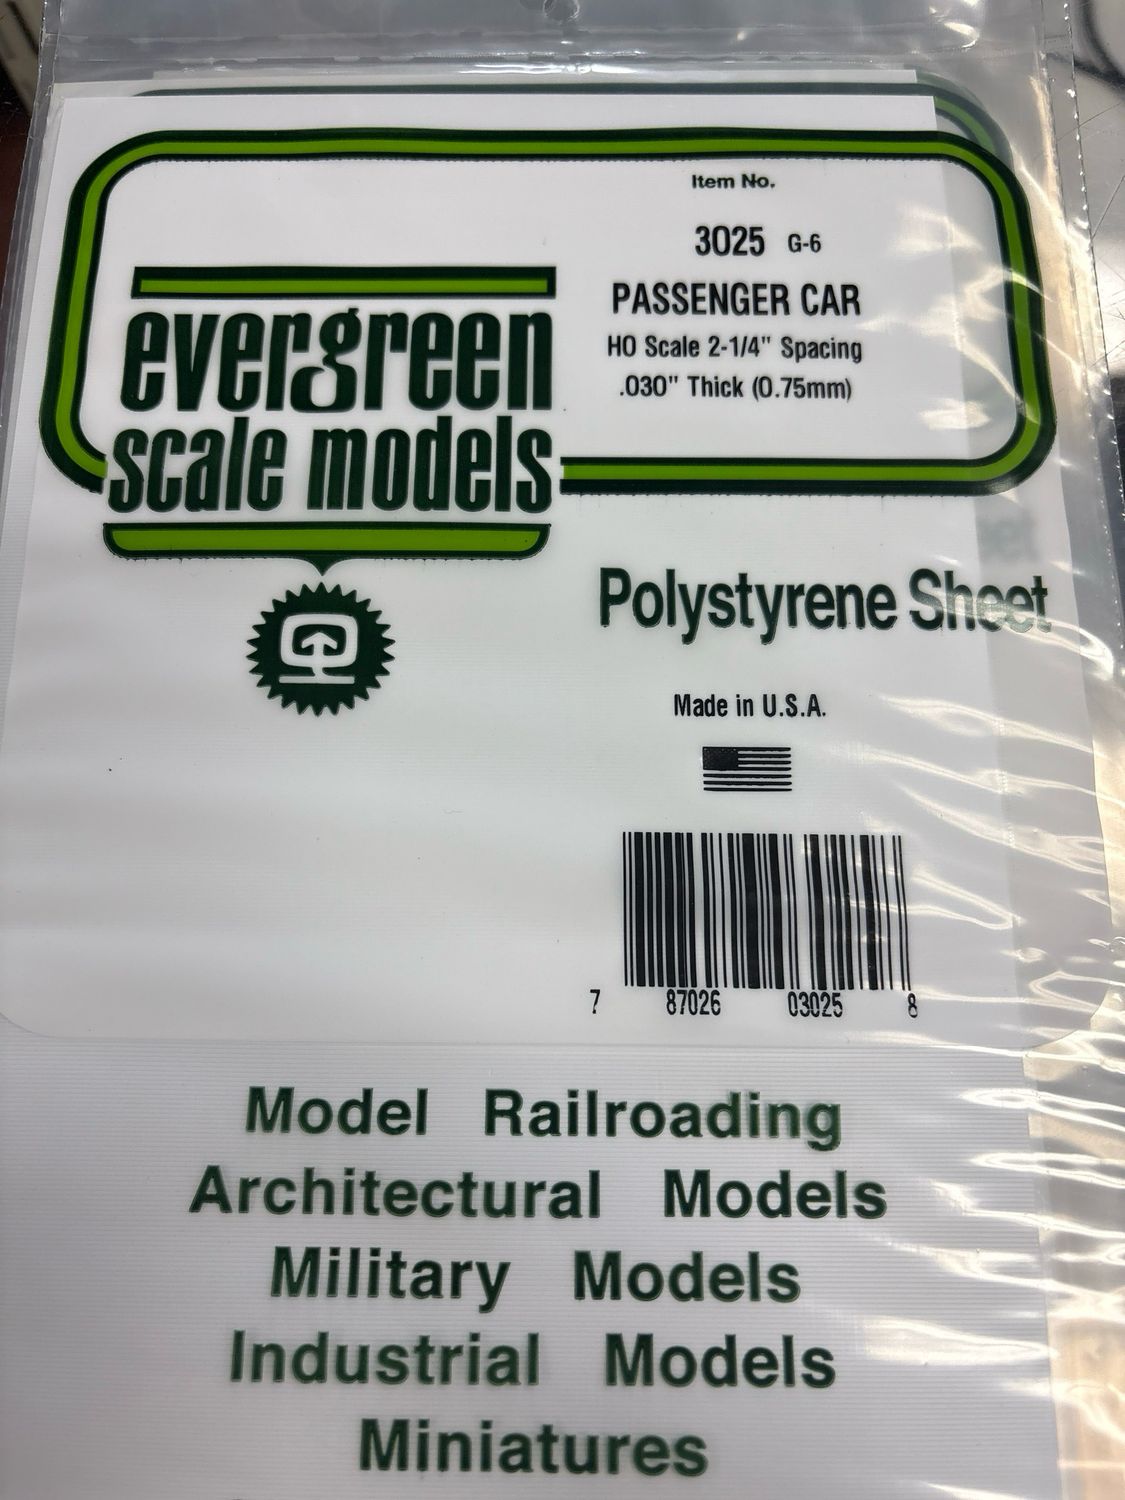 Item No.
3025 G-6
PASSENGER CAR
HO Scale 2-1/4" Spacing
.030" Thick (0.75mm)
evergreen
scale models
Polystyrene Sheet
Made in U.S.A.
7 87026 03025 8
Model Railroading
Architectural Models
Military Models
Industrial Models
Miniatures